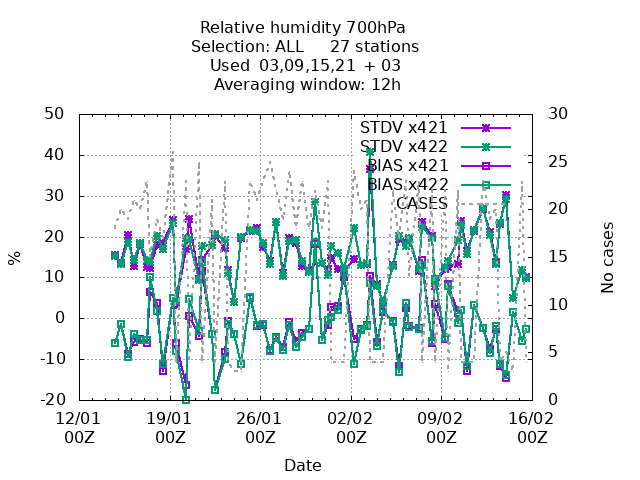 Relative humidity 700hPa
Selection: ALL 27 stations
Used 03,09,15,21 + 03
Averaging window: 12h
50 30
STDV x421
STDV x422
40 25
BIAS x421
BIAS x422
CASES
30 20
20 15
10 10
0
-10 5
-20 0
%
No cases
12/01 19/01 26/01 02/02 09/02 16/02
00Z 00Z 00Z 00Z 00Z 00Z
Date